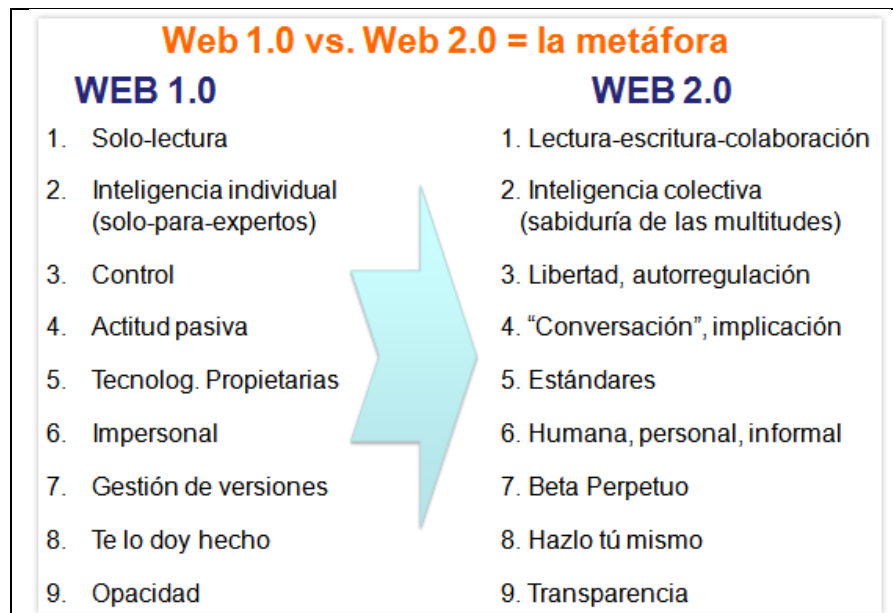 Web 1.0 vs. Web 2.0 = la metáfora
WEB 1.0
1. Solo-lectura
2. Inteligencia individual
(solo-para-expertos)
3. Control
4. Actitud pasiva
5. Tecnolog. Propietarias
6. Impersonal
7. Gestión de versiones
8. Te lo doy hecho
9. Opacidad
WEB 2.0
1. Lectura-escritura-colaboración
2. Inteligencia colectiva
(sabiduría de las multitudes)
3. Libertad, autorregulación
4. “Conversación”, implicación
5. Estándares
6. Humana, personal, informal
7. Beta Perpetuo
8. Hazlo tú mismo
9. Transparencia